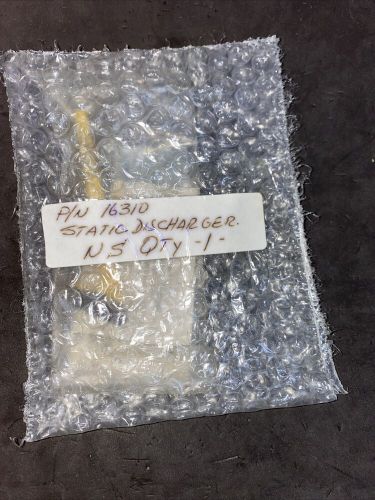 P/N 16310
STATIC DISCHARGER.
NS QTY -1-